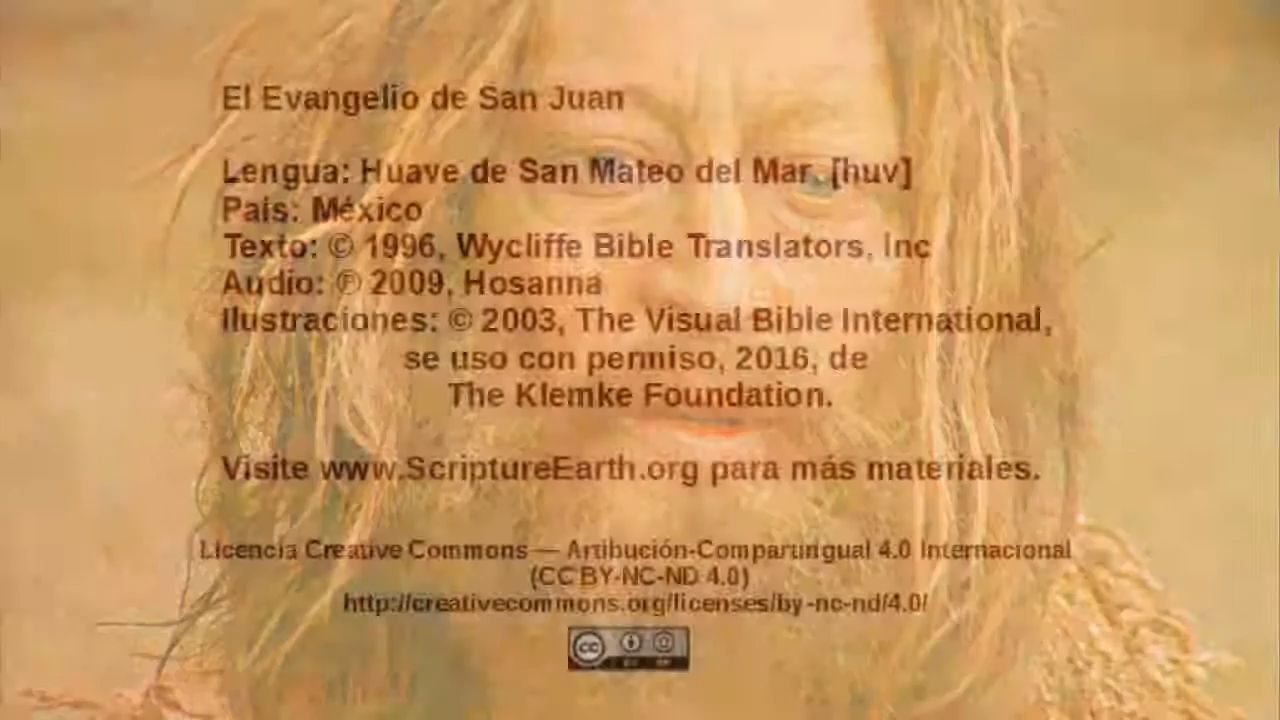 El Evangelio de San Juan
Lengua: Huave de San Mateo del Mar, [huv]
País: México
Texto: © 1996, Wycliffe Bible Translators, Inc
Audio: ℗ 2009, Hosanna
Ilustraciones: © 2003, The Visual Bible International,
se uso con permiso, 2016, de
The Klemke Foundation.
Visite www.ScriptureEarth.org para más materiales.
Licencia Creative Commons — Artibución-CompartirIgual 4.0 Internacional
(CC BY-NC-ND 4.0)
http://creativecommons.org/licenses/by-nc-nd/4.0/
cc